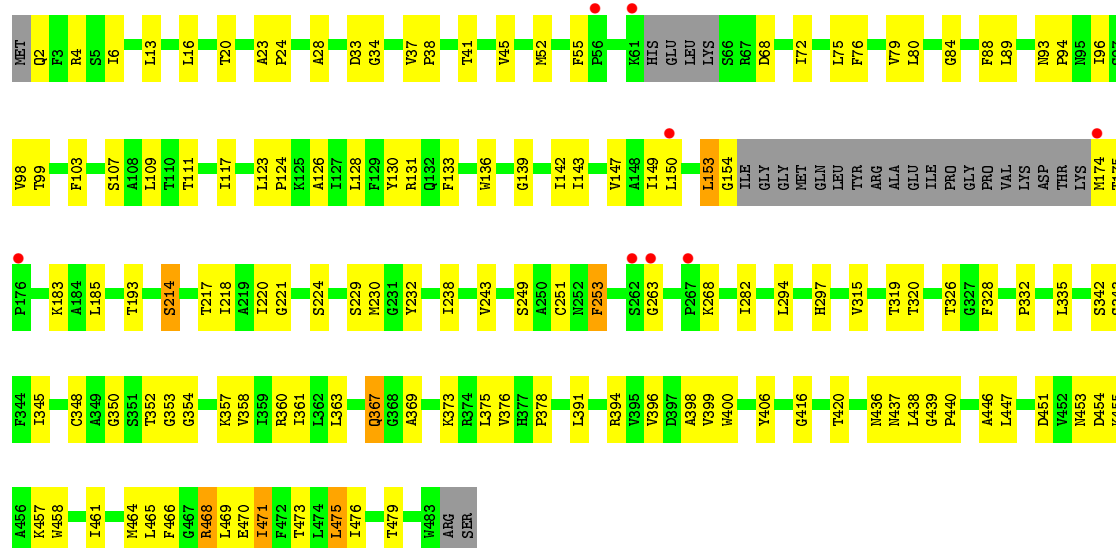 MET Q2 F3 R4 S5 I6 L13 L16 T20 A23 P24 A28 D33 G34 V37 P38 T41 V45 M52 F55 P56 K61 HIS GLU LEU LYS S66 R67 D68 I72 L75 F76 V79 L80 G84 F88 L89 N93 P94 N95 I96
V98 T99 F103 S107 A108 L109 T110 T111 I117 L123 P124 K125 A126 I127 L128 F129 Y130 R131 Q132 F133 W136 G139 I142 I143 V147 A148 I149 L150 L153 G154 ILE GLY GLY MET GLN LEU TYR ARG ALA GLU ILE PRO GLY PRO VAL LYS ASP THR LYS M174
P176 K183 A184 L185 T193 S214 T217 I218 A219 I220 G221 S224 S229 M230 G231 Y232 I238 V243 S249 A250 C251 N252 F253 S262 G263 P267 K268 I282 L294 H297 V315 T319 T320 T326 G327 F328 P332 L335 S342
F344 I345 C348 A349 G350 S351 T352 G353 G354 K357 V358 I359 R360 I361 L362 L363 Q367 G368 A369 K373 R374 L375 V376 H377 P378 L391 R394 V395 V396 D397 A398 V399 W400 Y406 G416 T420 N436 N437 L438 G439 P440 A446 L447 D451 V452 N453 D454
A456 K457 W458 I461 M464 L465 F466 G467 R468 L469 E470 I471 F472 T473 L474 L475 I476 T479 W483 ARG SER